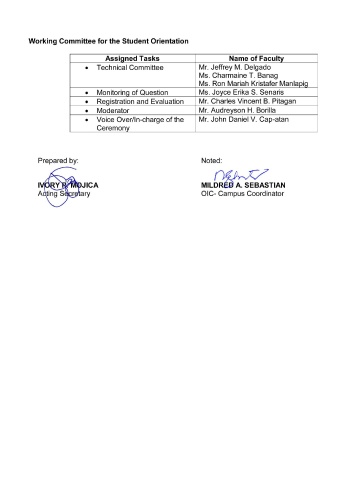 Working Committee for the Student Orientation
Assigned Tasks Name of Faculty
• Technical Committee Mr. Jeffrey M. Delgado
Ms. Charmaine T. Banag
Ms. Ron Mariah Kristafer Manlapig
• Monitoring of Question Ms. Joyce Erika S. Senaris
• Registration and Evaluation Mr. Charles Vincent B. Pitagan
• Moderator Mr. Audreyson H. Borilla
• Voice Over/In-charge of the Mr. John Daniel V. Cap-atan
Ceremony
Prepared by: Noted:
IVORY P. MOJICA MILDRED A. SEBASTIAN
Acting Secretary OIC- Campus Coordinator